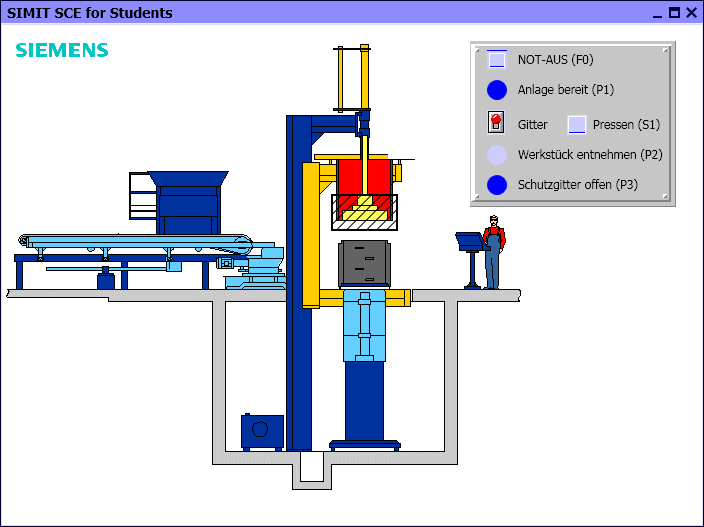 SIMIT SCE for Students
SIEMENS
NOT-AUS (F0)
Anlage bereit (P1)
Gitter Pressen (S1)
Werkstück entnehmen (P2)
Schutzgitter offen (P3)